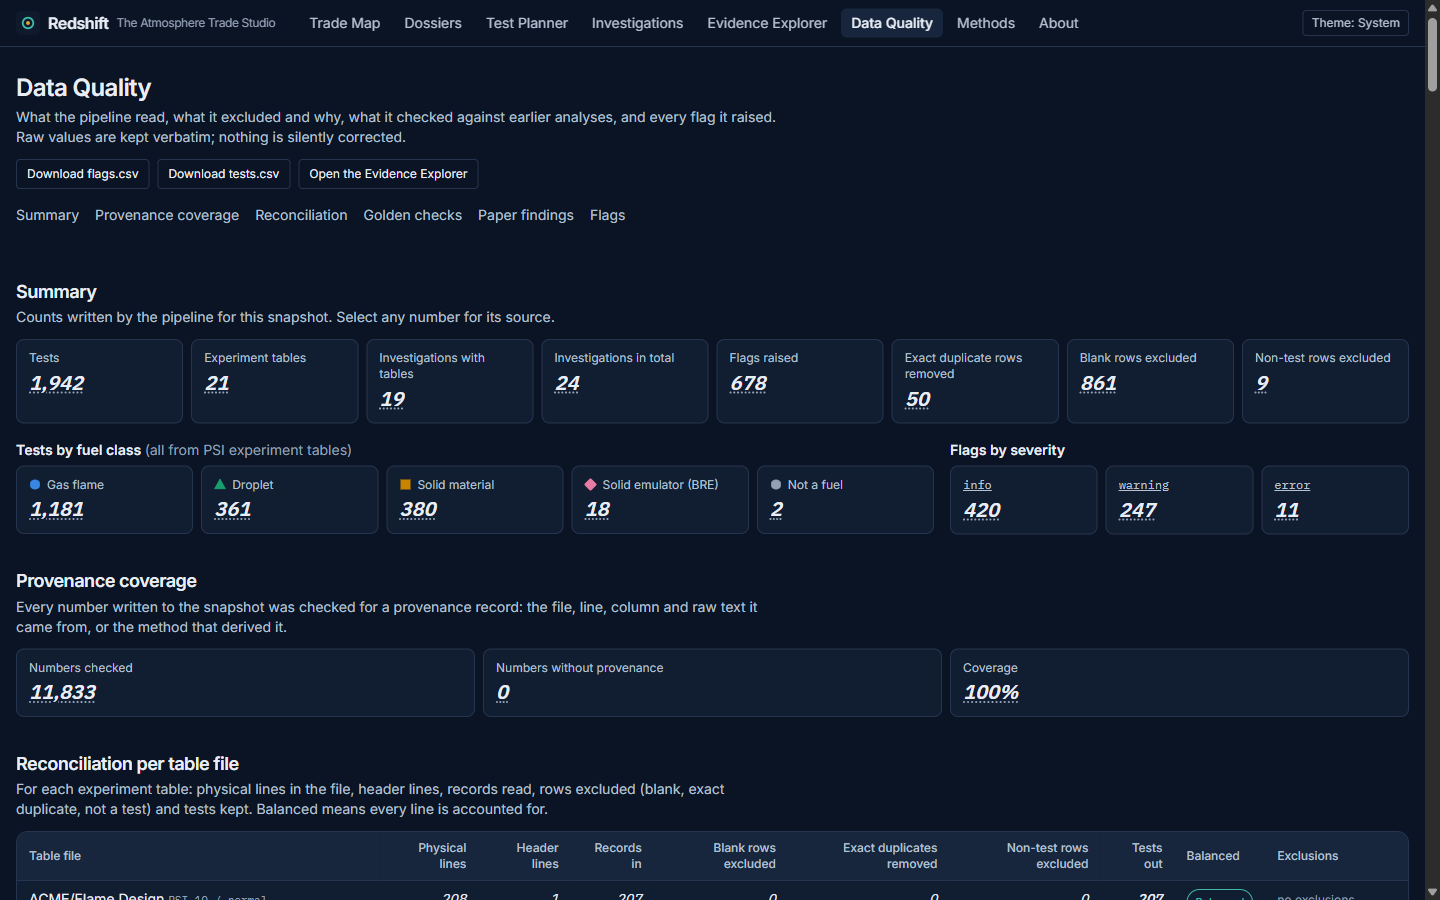 Redshift The Atmosphere Trade Studio Trade Map Dossiers Test Planner Investigations Evidence Explorer Data Quality Methods About Theme: System
Data Quality
What the pipeline read, what it excluded and why, what it checked against earlier analyses, and every flag it raised.
Raw values are kept verbatim; nothing is silently corrected.
Download flags.csv Download tests.csv Open the Evidence Explorer
Summary Provenance coverage Reconciliation Golden checks Paper findings Flags
Summary
Counts written by the pipeline for this snapshot. Select any number for its source.
Tests
1,942
Experiment tables
21
Investigations with
tables
19
Investigations in total
24
Flags raised
678
Exact duplicate rows
removed
50
Blank rows excluded
861
Non-test rows excluded
9
Tests by fuel class (all from PSI experiment tables)
Gas flame
1,181
Droplet
361
Solid material
380
Solid emulator (BRE)
18
Not a fuel
2
Flags by severity
info
420
warning
247
error
11
Provenance coverage
Every number written to the snapshot was checked for a provenance record: the file, line, column and raw text it
came from, or the method that derived it.
Numbers checked
11,833
Numbers without provenance
0
Coverage
100%
Reconciliation per table file
For each experiment table: physical lines in the file, header lines, records read, rows excluded (blank, exact
duplicate, not a test) and tests kept. Balanced means every line is accounted for.
Table file Physical lines Header lines Records in Blank rows excluded Exact duplicates removed Non-test rows excluded Tests out Balanced Exclusions
ACME/Flame Design 208 1 207 0 0 0 207 no exclusions